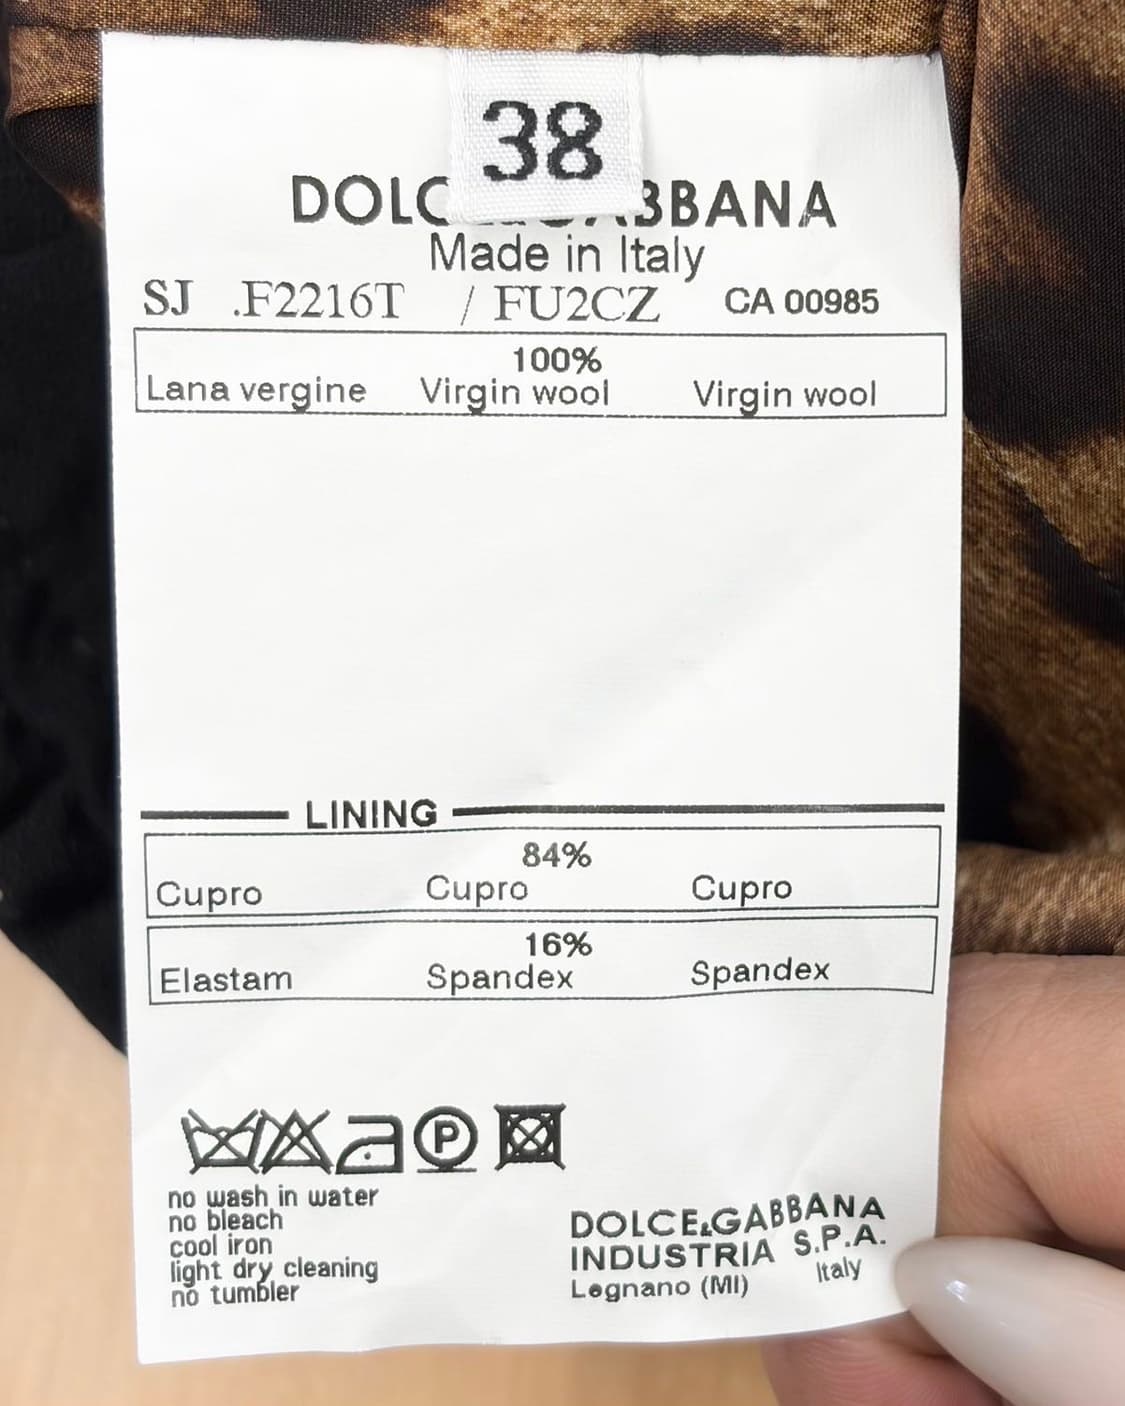 38
DOLC BBANA
Made in Italy
SJ .F2216T / FU2CZ CA 00985
100%
Lana vergine Virgin wool Virgin wool
LINING
84%
Cupro Cupro Cupro
16%
Elastam Spandex Spandex
P
no wash in water
no bleach
cool iron
light dry cleaning
no tumbler
DOLCE&GABBANA
INDUSTRIA S.P.A.
Legnano (MI) Italy